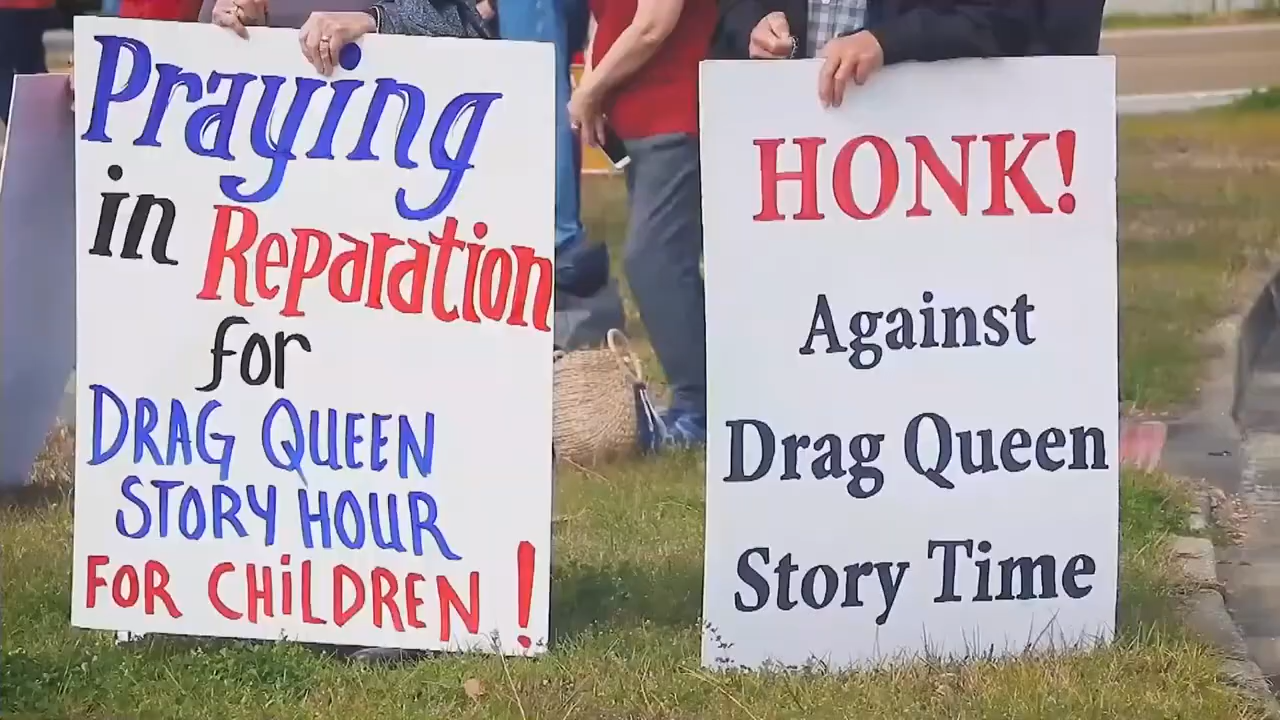 Praying
in Reparation
for
DRAG QUEEN
STORY HOUR
FOR CHiLDREN!
HONK!
Against
Drag Queen
Story Time